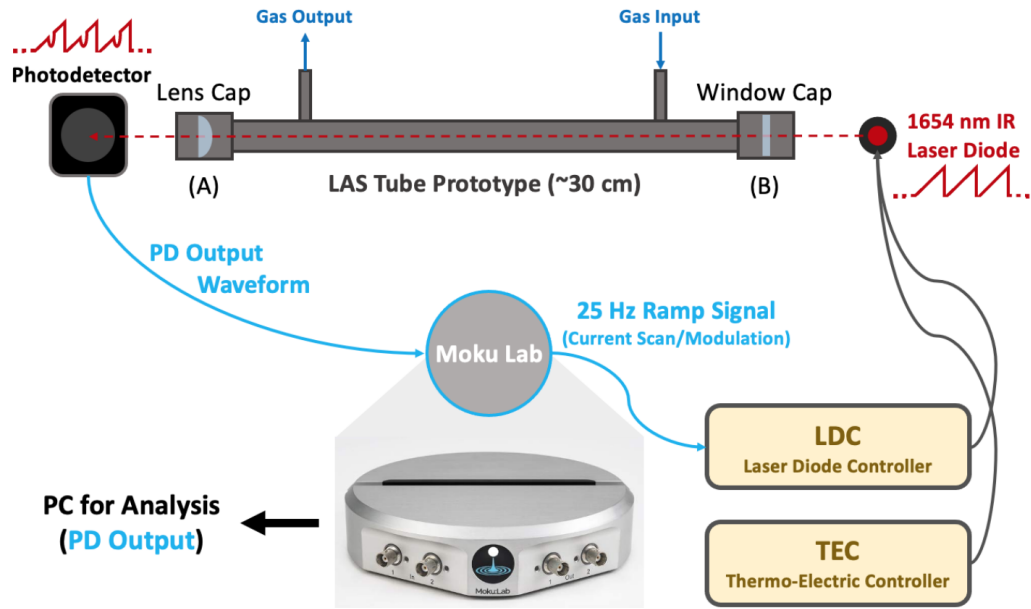 Gas Output
Gas Input
Photodetector
Lens Cap
Window Cap
1654 nm IR
Laser Diode
(A)
LAS Tube Prototype (~30 cm)
(B)
PD Output
Waveform
25 Hz Ramp Signal
(Current Scan/Modulation)
Moku Lab
LDC
Laser Diode Controller
PC for Analysis
(PD Output)
TEC
Thermo-Electric Controller
1 In 2
1 Out 2
Moku:Lab